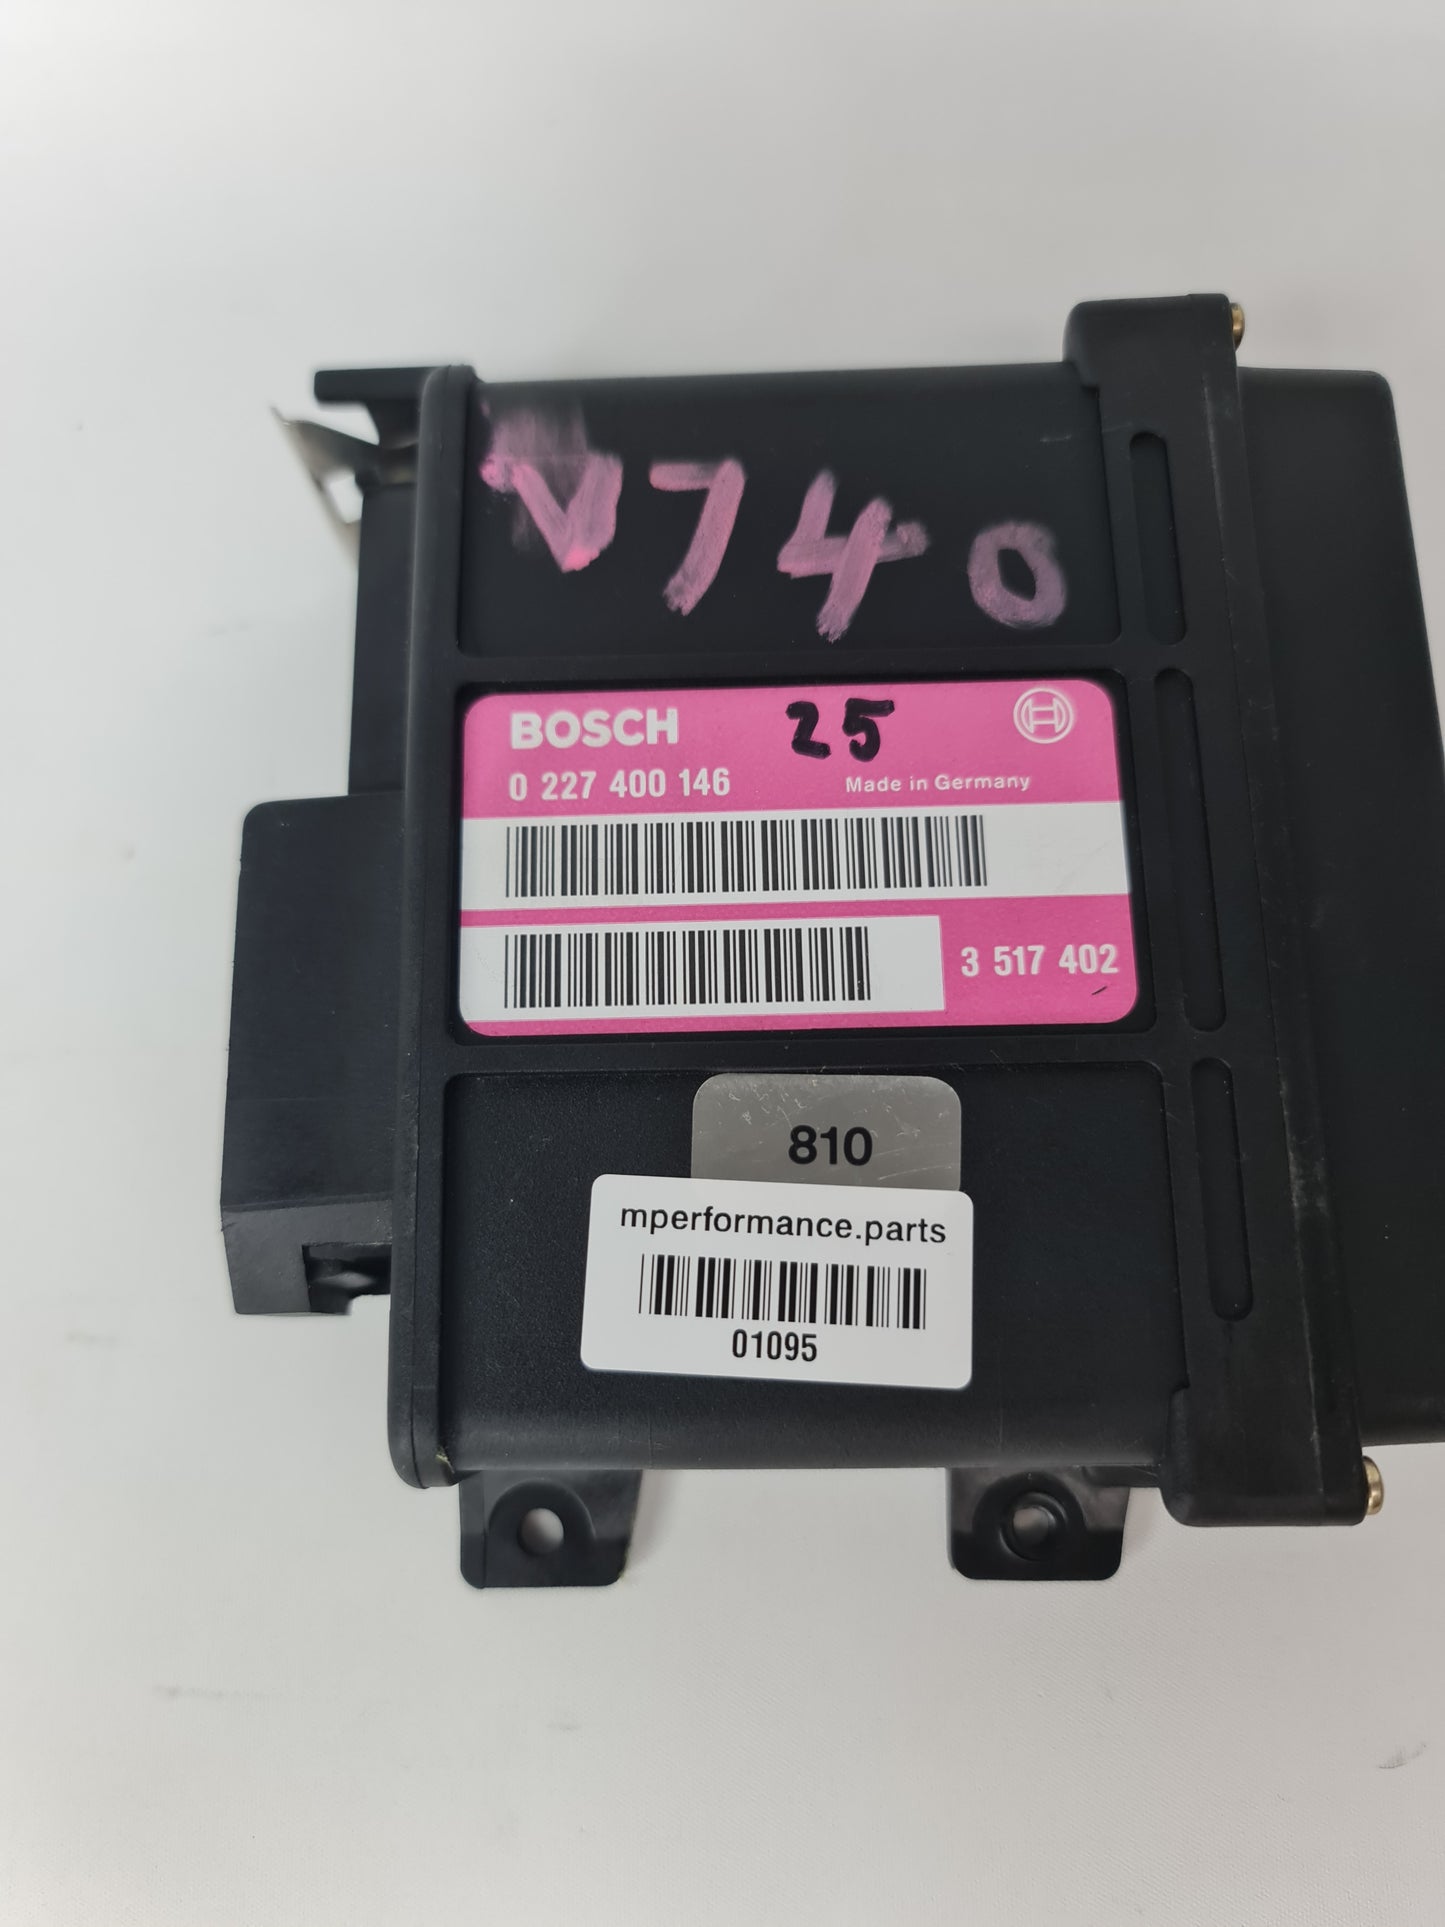 V740
BOSCH 25
0 227 400 146 Made in Germany
3 517 402
810
mperformance.parts
01095